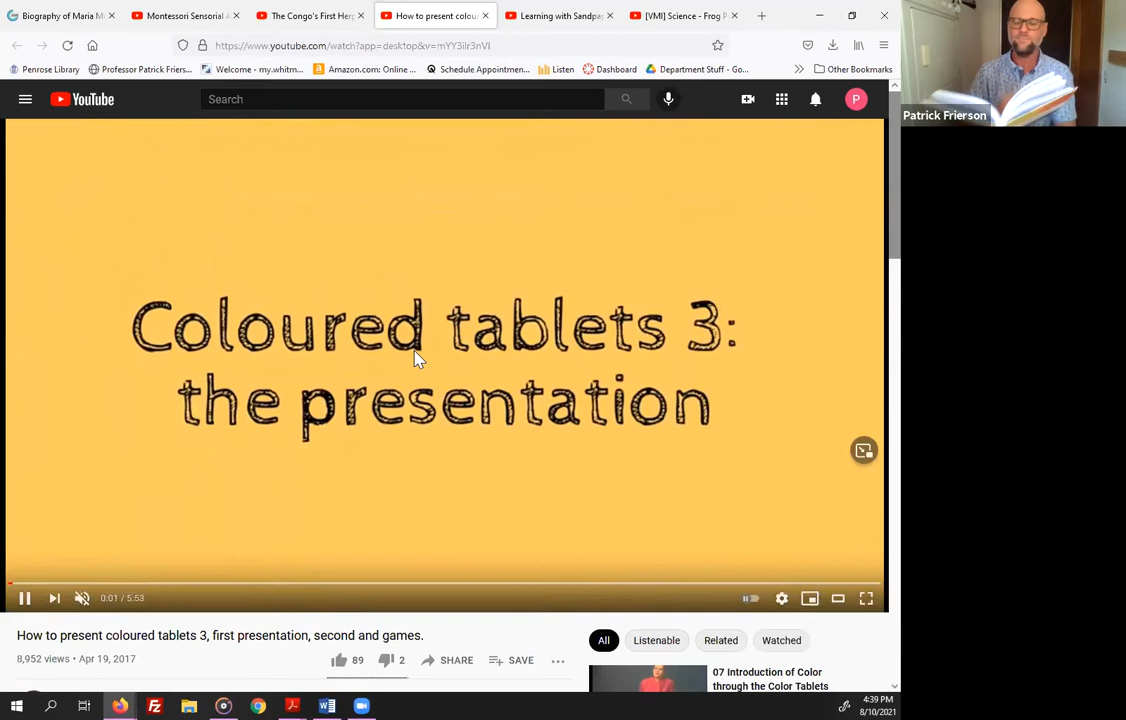 Biography of Maria M
Montessori Sensorial
The Congo's First Her
How to present colou
Learning with Sandpa
[VMI] Science - Frog P
https://www.youtube.com/watch?app=desktop&v=mYY3iIr3nVI
Penrose Library
Professor Patrick Friers...
Welcome - my.whitm...
Amazon.com: Online ...
Schedule Appointmen...
Listen
Dashboard
Department Stuff - Go...
Other Bookmarks
YouTube
Search
P
Patrick Frierson
Coloured tablets 3:
the presentation
0:01 / 5:53
How to present coloured tablets 3, first presentation, second and games.
8,952 views • Apr 19, 2017
89
2
SHARE
SAVE
All
Listenable
Related
Watched
07 Introduction of Color
through the Color Tablets
4:39 PM
8/10/2021